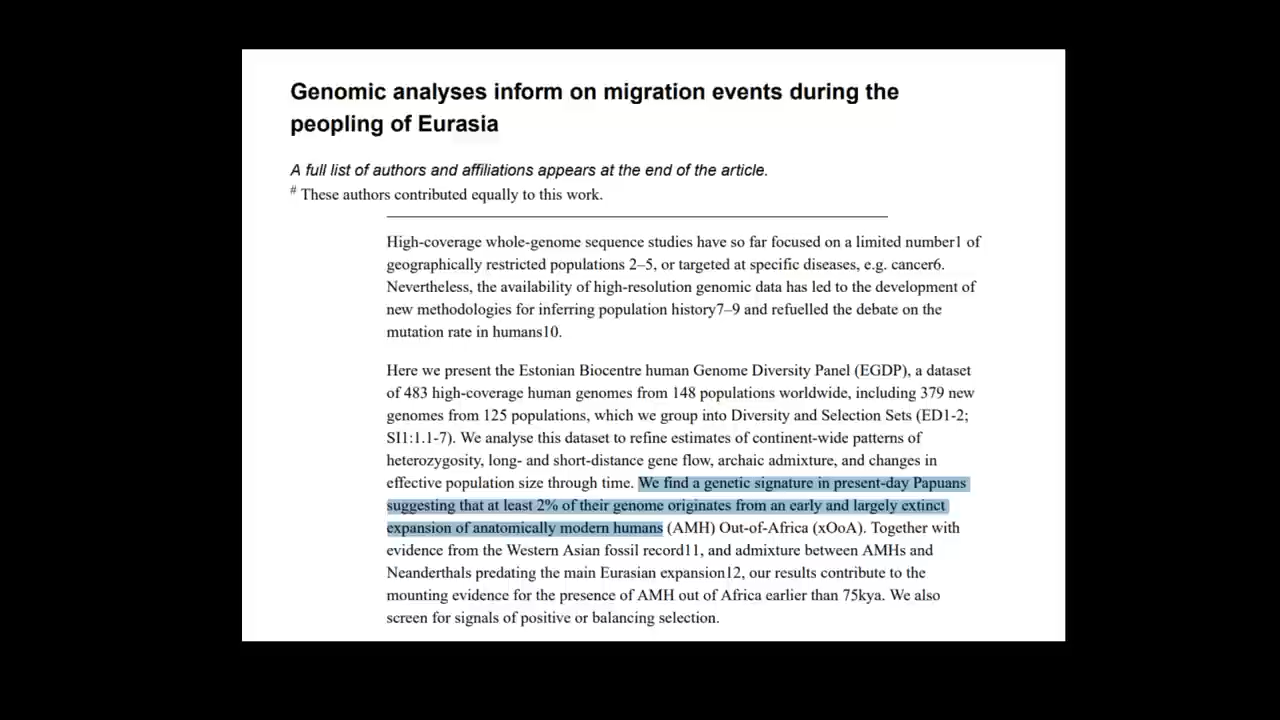 Genomic analyses inform on migration events during the
peopling of Eurasia
A full list of authors and affiliations appears at the end of the article.
# These authors contributed equally to this work.
High-coverage whole-genome sequence studies have so far focused on a limited number1 of
geographically restricted populations 2–5, or targeted at specific diseases, e.g. cancer6.
Nevertheless, the availability of high-resolution genomic data has led to the development of
new methodologies for inferring population history7–9 and refuelled the debate on the
mutation rate in humans10.
Here we present the Estonian Biocentre human Genome Diversity Panel (EGDP), a dataset
of 483 high-coverage human genomes from 148 populations worldwide, including 379 new
genomes from 125 populations, which we group into Diversity and Selection Sets (ED1-2;
SI1:1.1-7). We analyse this dataset to refine estimates of continent-wide patterns of
heterozygosity, long- and short-distance gene flow, archaic admixture, and changes in
effective population size through time. We find a genetic signature in present-day Papuans
suggesting that at least 2% of their genome originates from an early and largely extinct
expansion of anatomically modern humans (AMH) Out-of-Africa (xOoA). Together with
evidence from the Western Asian fossil record11, and admixture between AMHs and
Neanderthals predating the main Eurasian expansion12, our results contribute to the
mounting evidence for the presence of AMH out of Africa earlier than 75kya. We also
screen for signals of positive or balancing selection.